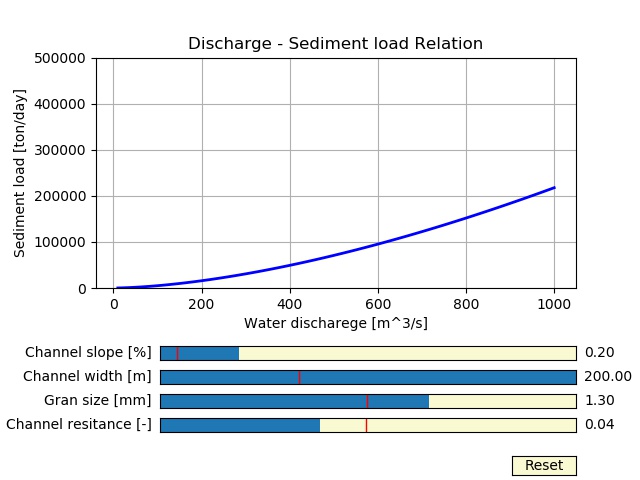 Discharge - Sediment load Relation
500000
400000
300000
200000
100000
0
Sediment load [ton/day]
0 200 400 600 800 1000
Water discharege [m^3/s]
Channel slope [%] 0.20
Channel width [m] 200.00
Gran size [mm] 1.30
Channel resitance [-] 0.04
Reset